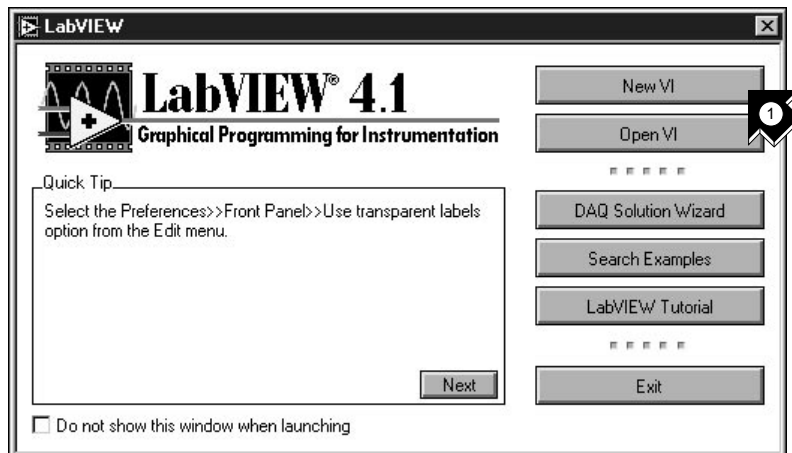 LabVIEW
LabVIEW® 4.1
Graphical Programming for Instrumentation
Quick Tip
Select the Preferences>>Front Panel>>Use transparent labels
option from the Edit menu.
Next
Do not show this window when launching
New VI
1
Open VI
DAQ Solution Wizard
Search Examples
LabVIEW Tutorial
Exit